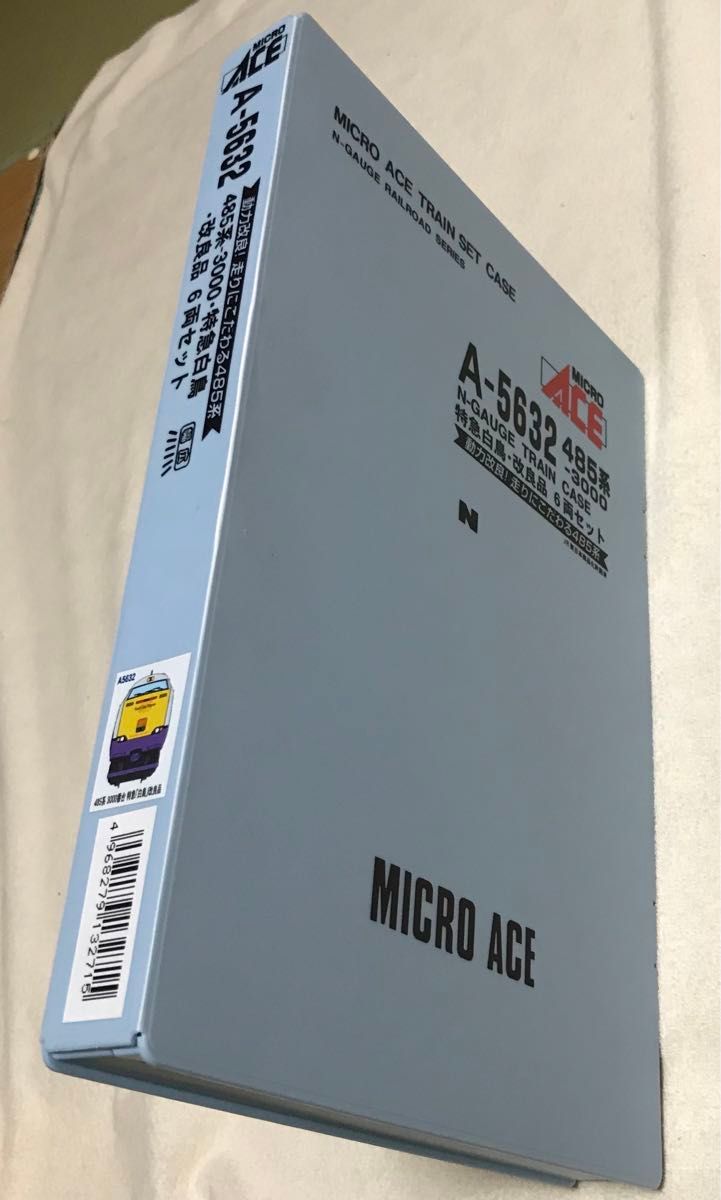 MICRO
ACE
A-5632
動力改良!走りにこだわる485系
485系-3000・特急白鳥
・改良品 6両セット
A5632
485系 3000番台 特急「白鳥」改良品
4 968279 132715
MICRO ACE TRAIN SET CASE
N-GAUGE RAILROAD SERIES
MICRO
ACE
A-5632 485系
-3000
N-GAUGE TRAIN CASE
特急白鳥・改良品 6両セット
動力改良!走りにこだわる485系
N
MICRO ACE